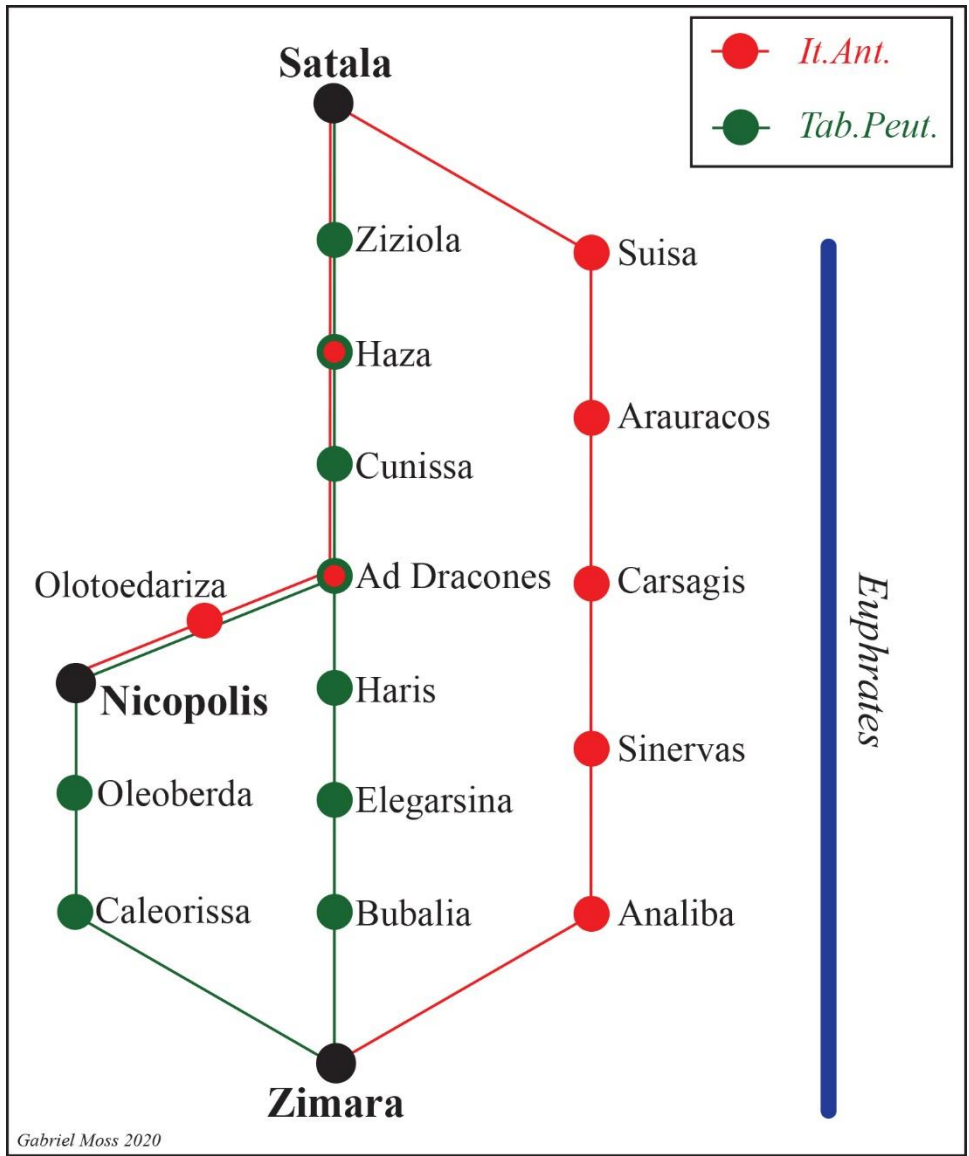 Satala
It.Ant.
Tab.Peut.
Ziziola
Suisa
Haza
Arauracos
Cunissa
Olotoedariza
Ad Dracones
Carsagis
Euphrates
Nicopolis
Haris
Sinervas
Oleoberda
Elegarsina
Caleorissa
Bubalia
Analiba
Zimara
Gabriel Moss 2020